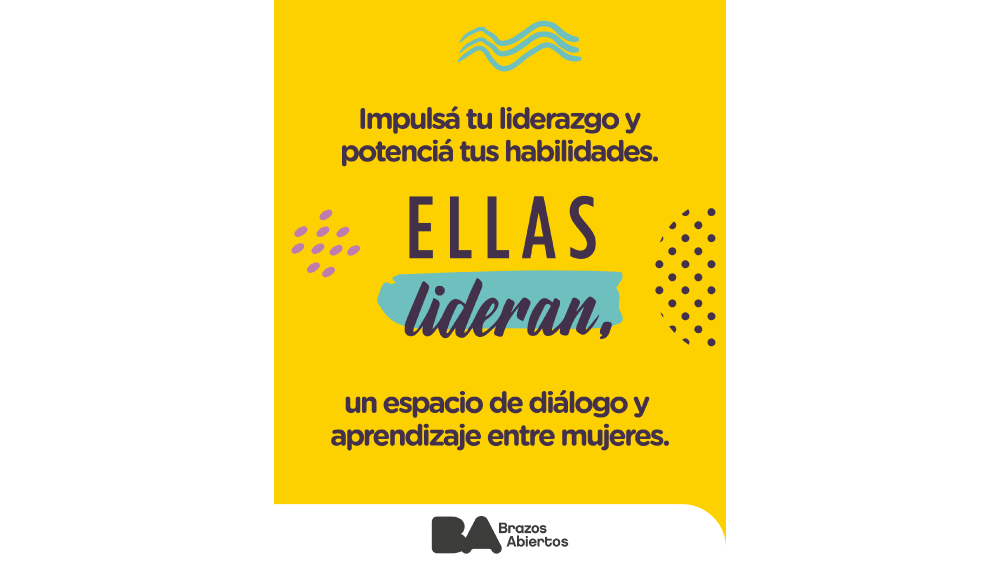 Impulsá tu liderazgo y
potenciá tus habilidades.
ELLAS
lideran,
un espacio de diálogo y
aprendizaje entre mujeres.
BA Brazos
Abiertos